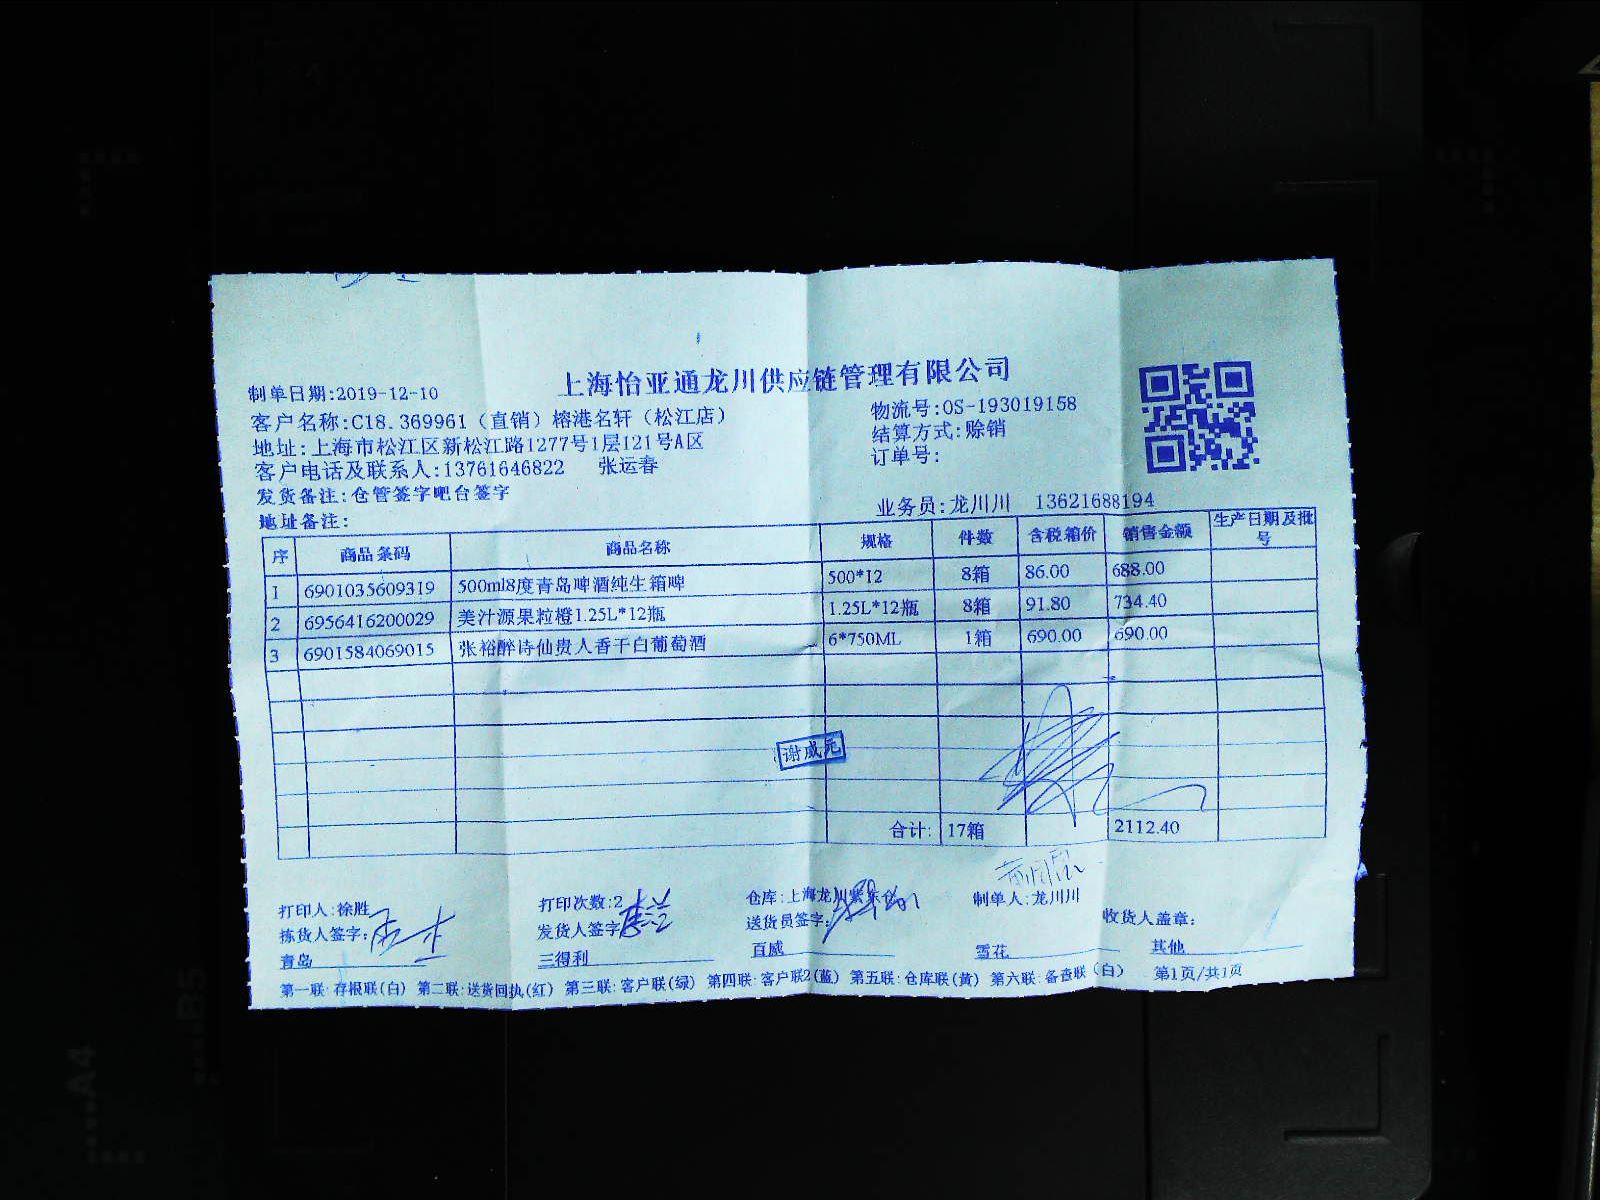 上海怡亚通龙川供应链管理有限公司
制单日期:2019-12-10
客户名称:C18.369961（直销）榕港名轩（松江店）
物流号:OS-193019158
地址:上海市松江区新松江路1277号1层121号A区
结算方式:赊销
客户电话及联系人:13761646822 张运春
订单号:
发货备注:仓管签字吧台签字
业务员:龙川川 13621688194
地址备注:
序 商品条码 商品名称 规格 件数 含税箱价 销售金额 生产日期及批号
1 6901035609319 500ml8度青岛啤酒纯生箱啤 500*12 8箱 86.00 688.00
2 6956416200029 美汁源果粒橙1.25L*12瓶 1.25L*12瓶 8箱 91.80 734.40
3 6901584069015 张裕醉诗仙贵人香干白葡萄酒 6*750ML 1箱 690.00 690.00
谢威元
合计: 17箱 2112.40
打印人:徐胜 打印次数:2 仓库:上海龙川 制单人:龙川川
拣货人签字: 发货人签字: 送货员签字: 收货人盖章:
青岛 三得利 百威 雪花 其他
第一联:存根联(白) 第二联:送货回执(红) 第三联:客户联(绿) 第四联:客户联2(蓝) 第五联:仓库联(黄) 第六联:备查联(白) 第1页/共1页
A4
B5